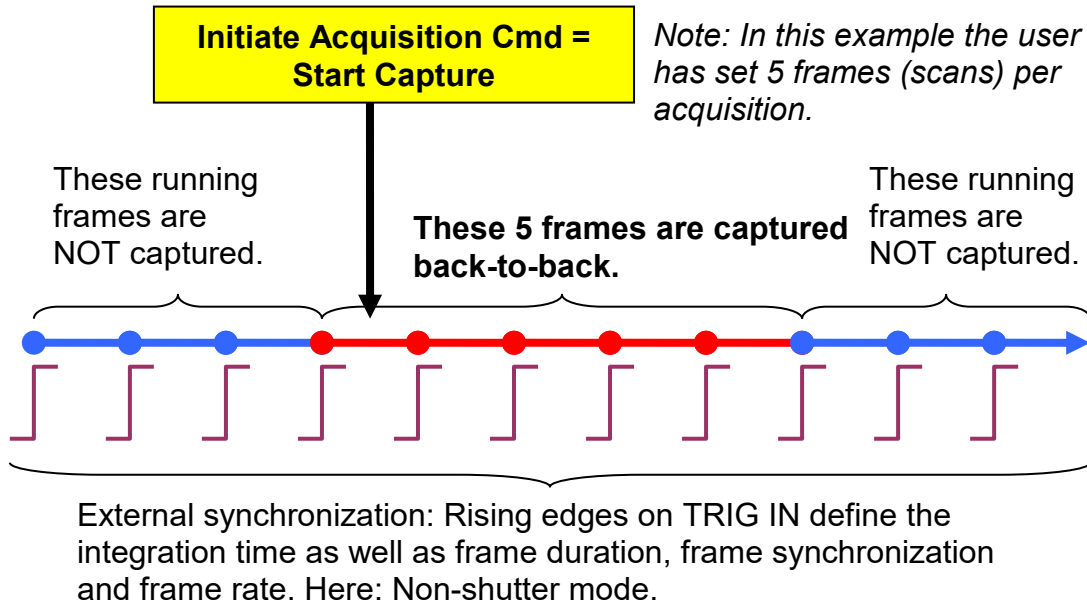 Initiate Acquisition Cmd =
Start Capture
Note: In this example the user
has set 5 frames (scans) per
acquisition.
These running
frames are
NOT captured.
These 5 frames are captured
back-to-back.
These running
frames are
NOT captured.
External synchronization: Rising edges on TRIG IN define the
integration time as well as frame duration, frame synchronization
and frame rate. Here: Non-shutter mode.